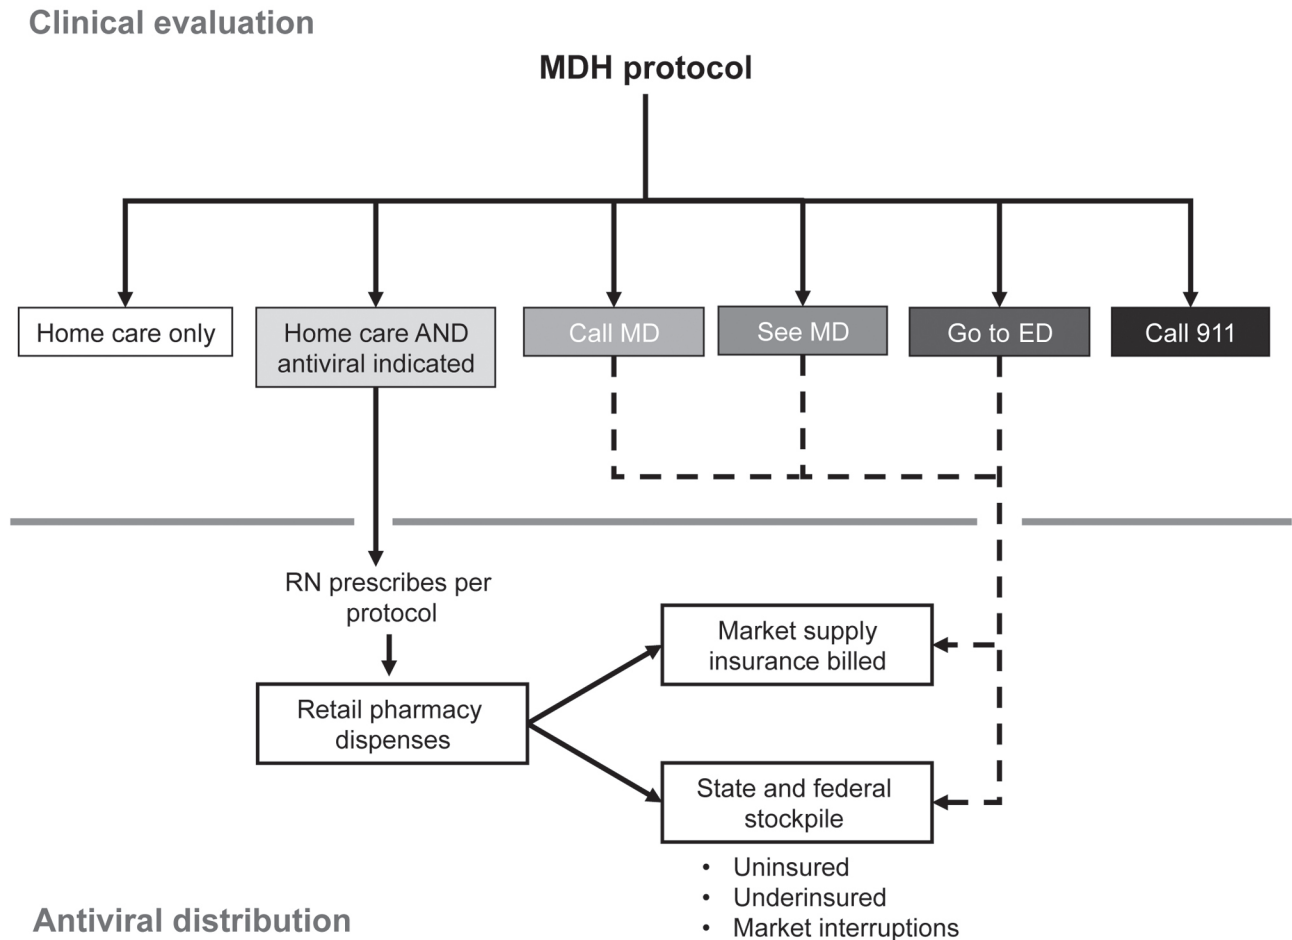 Clinical evaluation
MDH protocol
Home care only
Home care AND
antiviral indicated
Call MD
See MD
Go to ED
Call 911
RN prescribes per
protocol
Retail pharmacy
dispenses
Market supply
insurance billed
State and federal
stockpile
• Uninsured
• Underinsured
• Market interruptions
Antiviral distribution